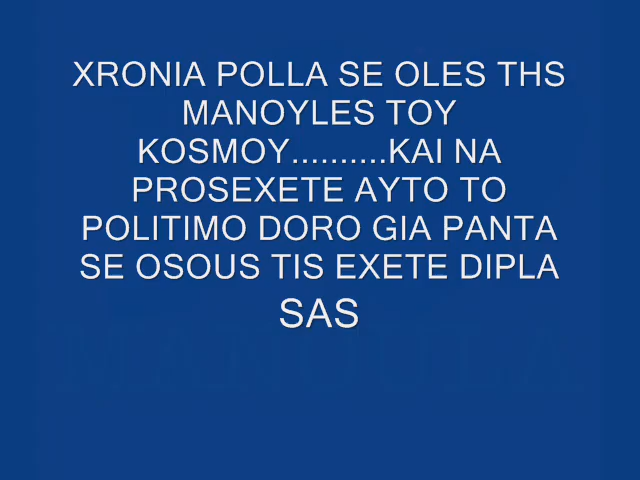 XRONIA POLLA SE OLES THS
MANOYLES TOY
KOSMOY..........KAI NA
PROSEXETE AYTO TO
POLITIMO DORO GIA PANTA
SE OSOUS TIS EXETE DIPLA
SAS